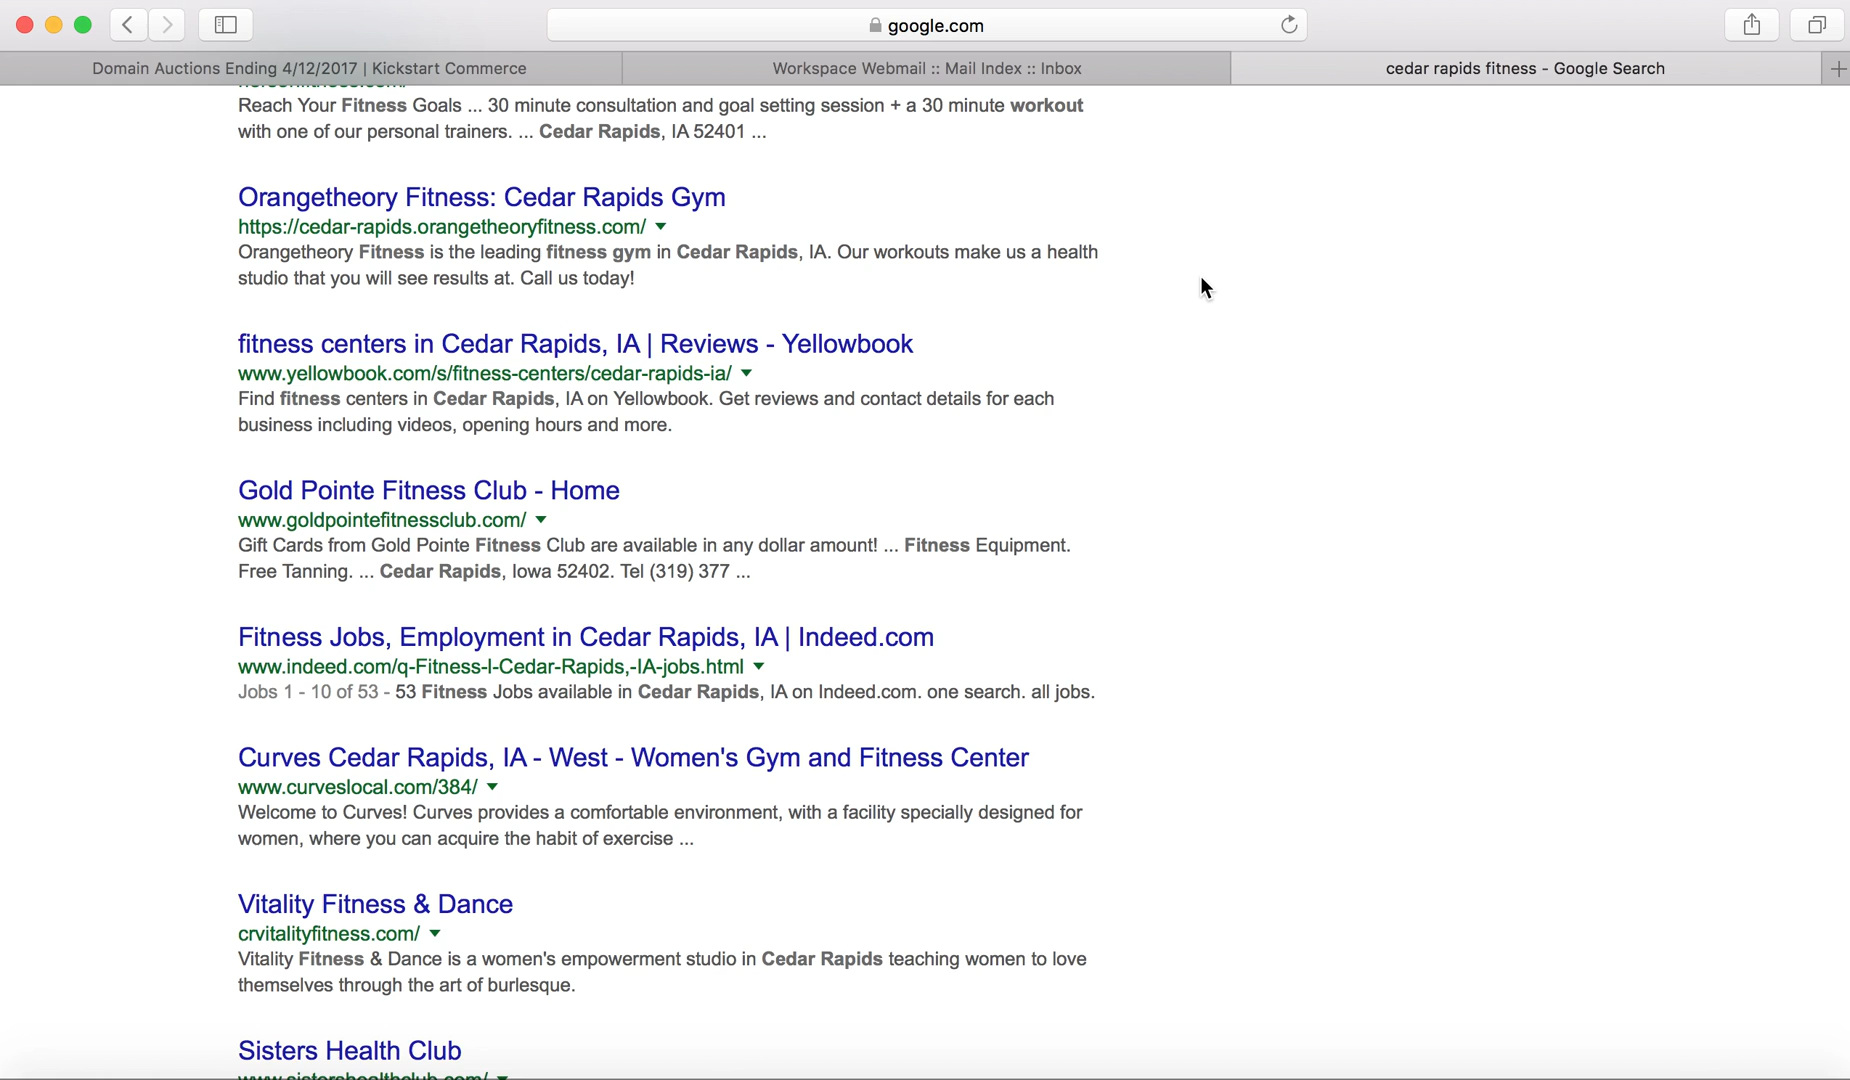 google.com
Domain Auctions Ending 4/12/2017 | Kickstart Commerce
Workspace Webmail :: Mail Index :: Inbox
cedar rapids fitness - Google Search
Reach Your Fitness Goals ... 30 minute consultation and goal setting session + a 30 minute workout
with one of our personal trainers. ... Cedar Rapids, IA 52401 ...
Orangetheory Fitness: Cedar Rapids Gym
https://cedar-rapids.orangetheoryfitness.com/
Orangetheory Fitness is the leading fitness gym in Cedar Rapids, IA. Our workouts make us a health
studio that you will see results at. Call us today!
fitness centers in Cedar Rapids, IA | Reviews - Yellowbook
www.yellowbook.com/s/fitness-centers/cedar-rapids-ia/
Find fitness centers in Cedar Rapids, IA on Yellowbook. Get reviews and contact details for each
business including videos, opening hours and more.
Gold Pointe Fitness Club - Home
www.goldpointefitnessclub.com/
Gift Cards from Gold Pointe Fitness Club are available in any dollar amount! ... Fitness Equipment.
Free Tanning. ... Cedar Rapids, Iowa 52402. Tel (319) 377 ...
Fitness Jobs, Employment in Cedar Rapids, IA | Indeed.com
www.indeed.com/q-Fitness-l-Cedar-Rapids,-IA-jobs.html
Jobs 1 - 10 of 53 - 53 Fitness Jobs available in Cedar Rapids, IA on Indeed.com. one search. all jobs.
Curves Cedar Rapids, IA - West - Women's Gym and Fitness Center
www.curveslocal.com/384/
Welcome to Curves! Curves provides a comfortable environment, with a facility specially designed for
women, where you can acquire the habit of exercise ...
Vitality Fitness & Dance
crvitalityfitness.com/
Vitality Fitness & Dance is a women's empowerment studio in Cedar Rapids teaching women to love
themselves through the art of burlesque.
Sisters Health Club
www.sistershealthclub.com/